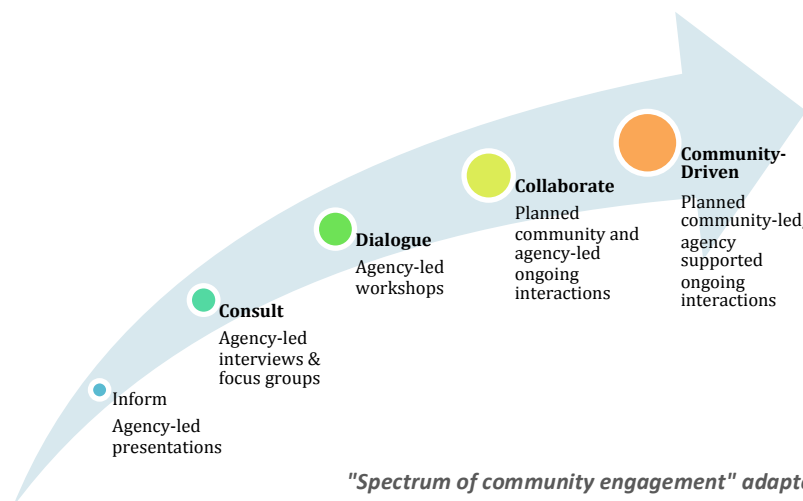 Community-
Driven
Planned
community-led,
agency
supported
ongoing
interactions
Collaborate
Planned
community and
agency-led
ongoing
interactions
Dialogue
Agency-led
workshops
Consult
Agency-led
interviews &
focus groups
Inform
Agency-led
presentations
"Spectrum of community engagement"